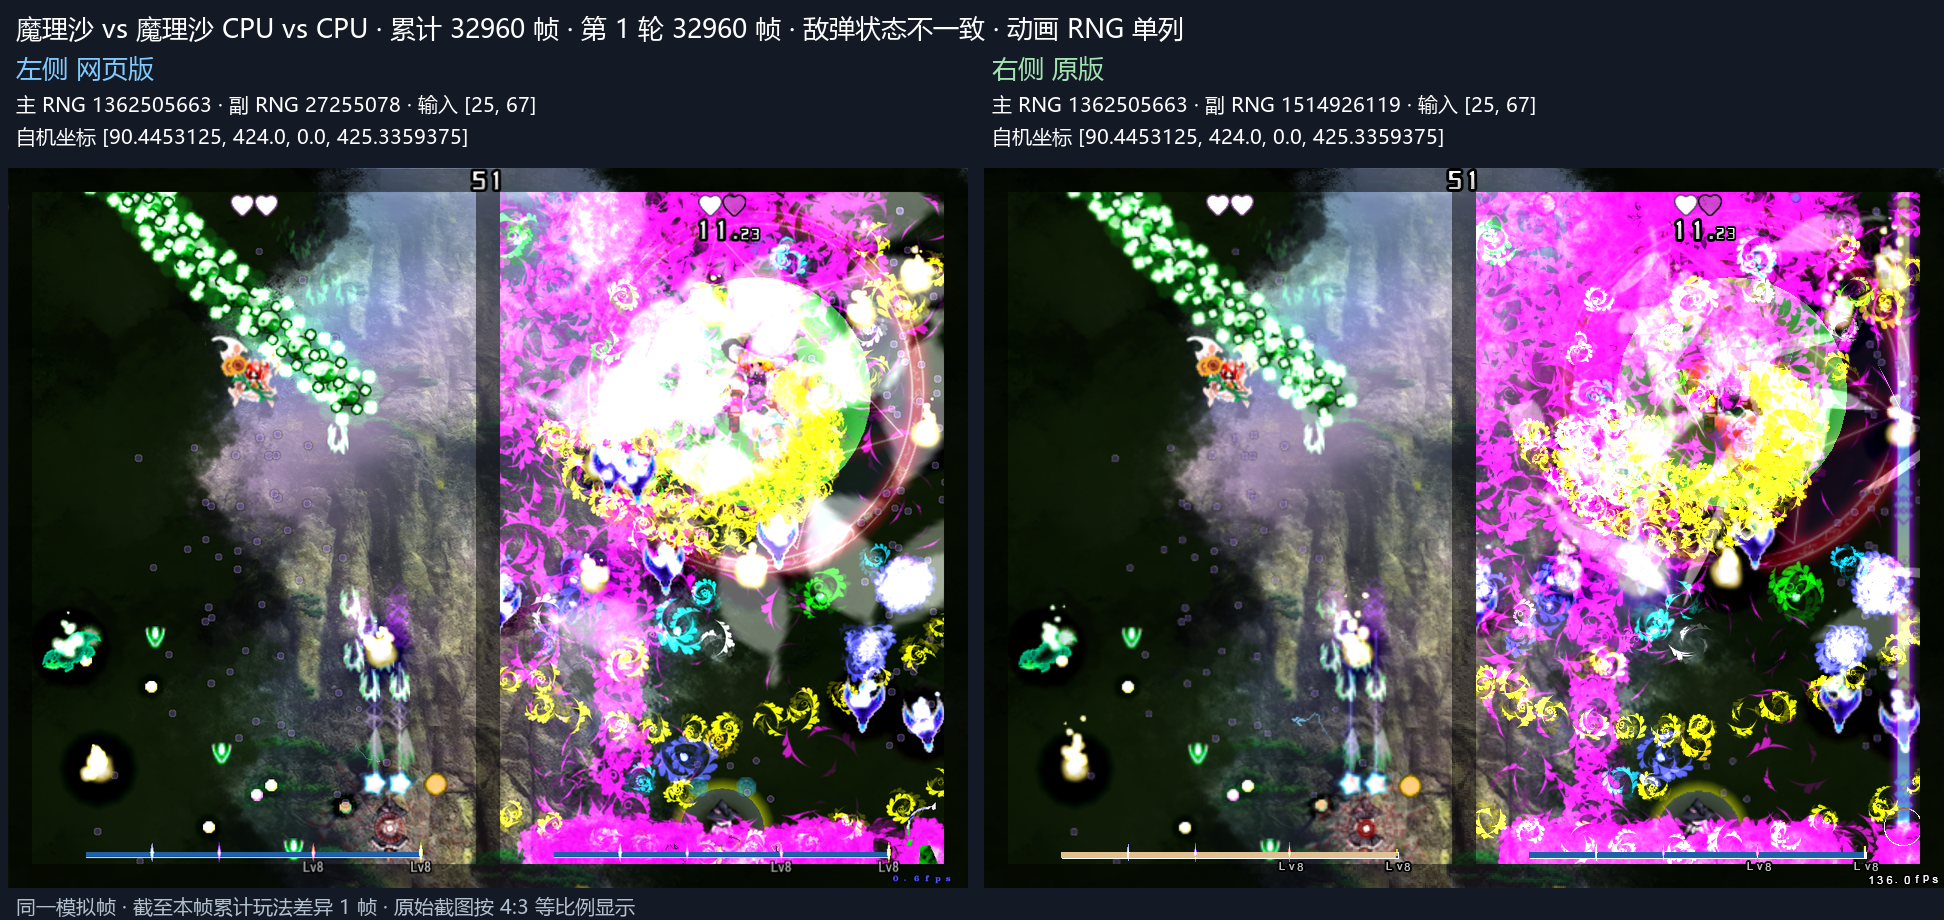 魔理沙 vs 魔理沙 CPU vs CPU · 累计 32960 帧 · 第 1 轮 32960 帧 · 敌弹状态不一致 · 动画 RNG 单列
左侧 网页版
主 RNG 1362505663 · 副 RNG 27255078 · 输入 [25, 67]
自机坐标 [90.4453125, 424.0, 0.0, 425.3359375]
右侧 原版
主 RNG 1362505663 · 副 RNG 1514926119 · 输入 [25, 67]
自机坐标 [90.4453125, 424.0, 0.0, 425.3359375]
51
11.23
Lv8
Lv8
Lv8
Lv8
0.6fps
51
11.23
Lv8
Lv8
Lv8
Lv8
136.0fps
同一模拟帧 · 截至本帧累计玩法差异 1 帧 · 原始截图按 4:3 等比例显示